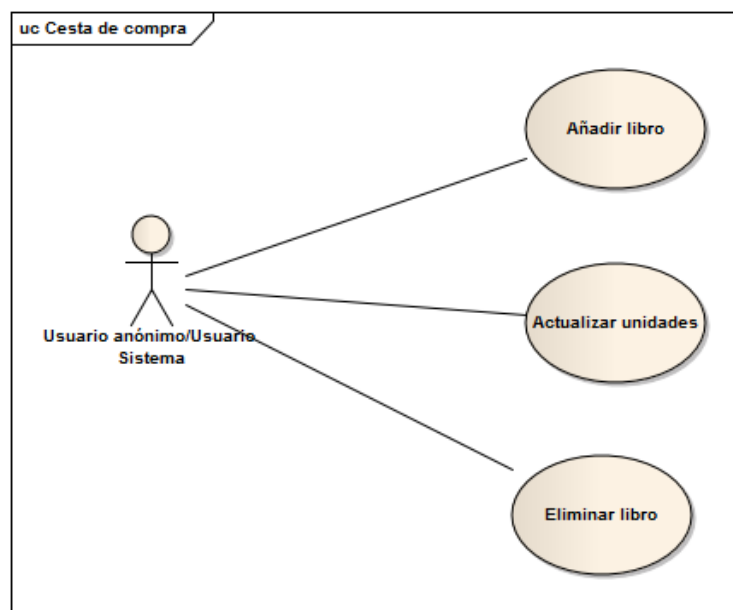 uc Cesta de compra
Añadir libro
Actualizar unidades
Usuario anónimo/Usuario
Sistema
Eliminar libro